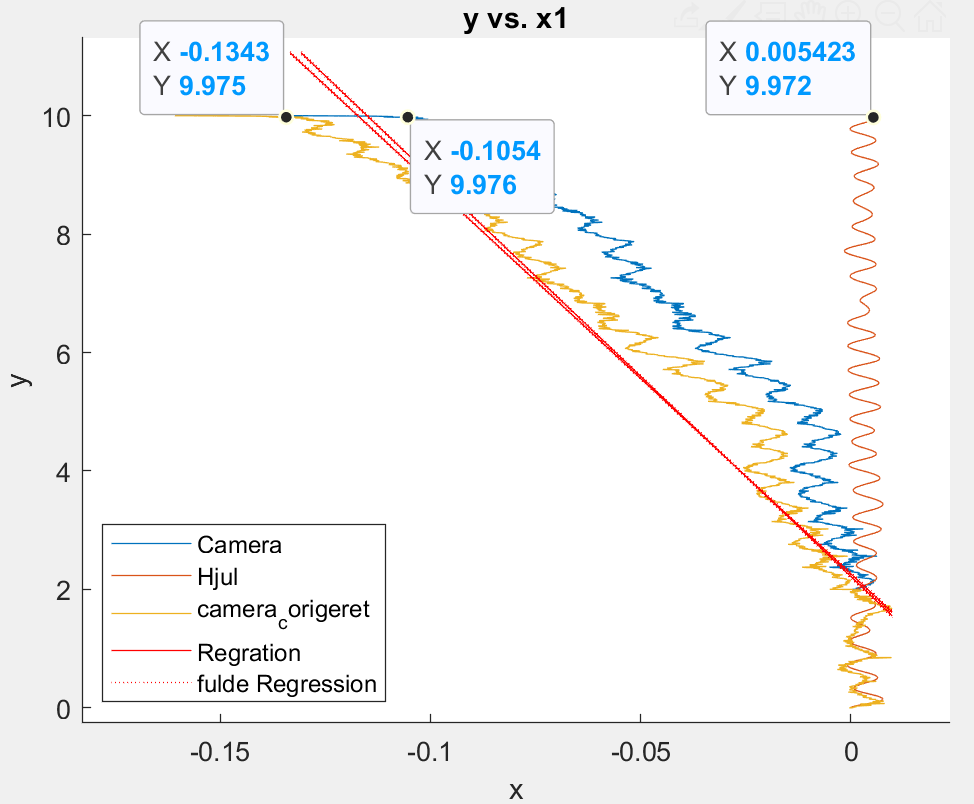 y vs. x1
X -0.1343
Y 9.975
X 0.005423
Y 9.972
X -0.1054
Y 9.976
10
8
6
4
2
0
y
Camera
Hjul
camera_corigeret
Regration
fulde Regression
-0.15
-0.1
-0.05
0
x